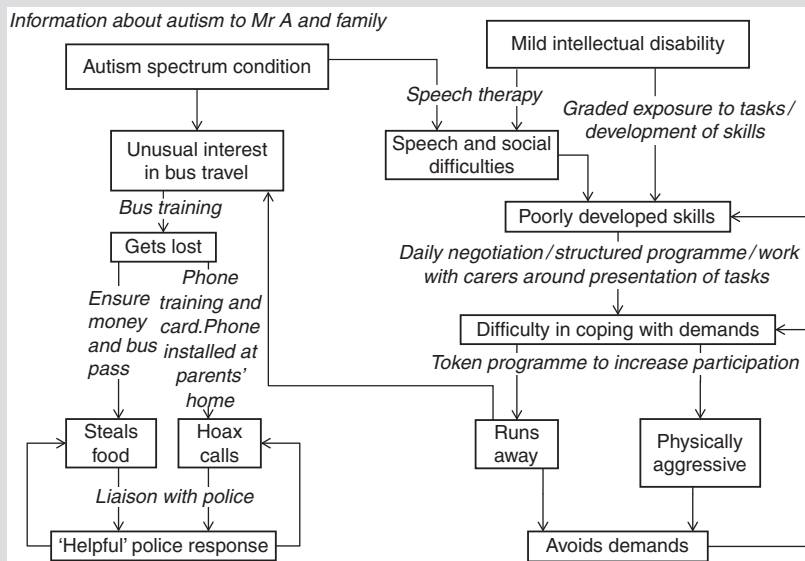 Information about autism to Mr A and family
Mild intellectual disability
Autism spectrum condition
Speech therapy
Graded exposure to tasks/
development of skills
Unusual interest
in bus travel
Speech and social
difficulties
Bus training
Poorly developed skills
Gets lost
Daily negotiation/structured programme/work
with carers around presentation of tasks
Ensure
money
and bus
pass
Phone
training and
card.Phone
installed at
parents'
home
Difficulty in coping with demands
Token programme to increase participation
Steals
food
Hoax
calls
Runs
away
Physically
aggressive
Liaison with police
'Helpful' police response
Avoids demands